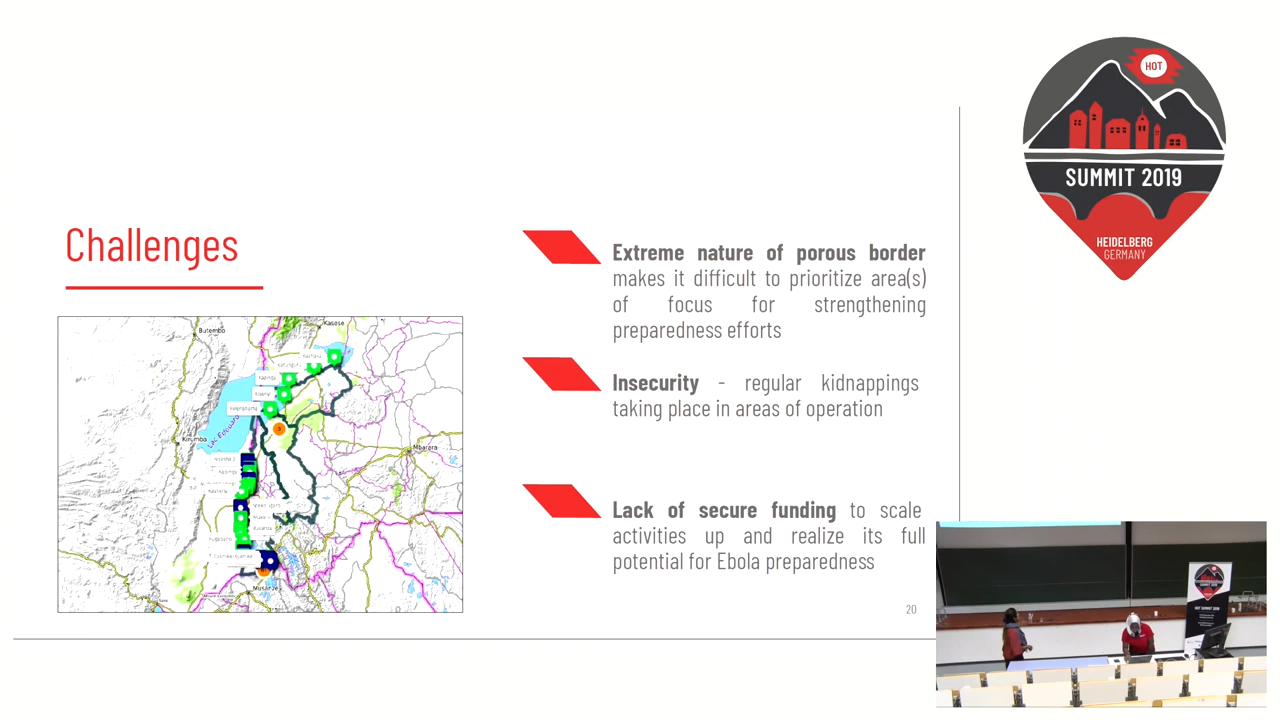 Challenges
Extreme nature of porous border
makes it difficult to prioritize area(s)
of focus for strengthening
preparedness efforts
Insecurity - regular kidnappings
taking place in areas of operation
Lack of secure funding to scale
activities up and realize its full
potential for Ebola preparedness
20
HOT
SUMMIT 2019
HEIDELBERG
GERMANY
Butembo
Kasese
Kirumba
Mbarara
Musanze